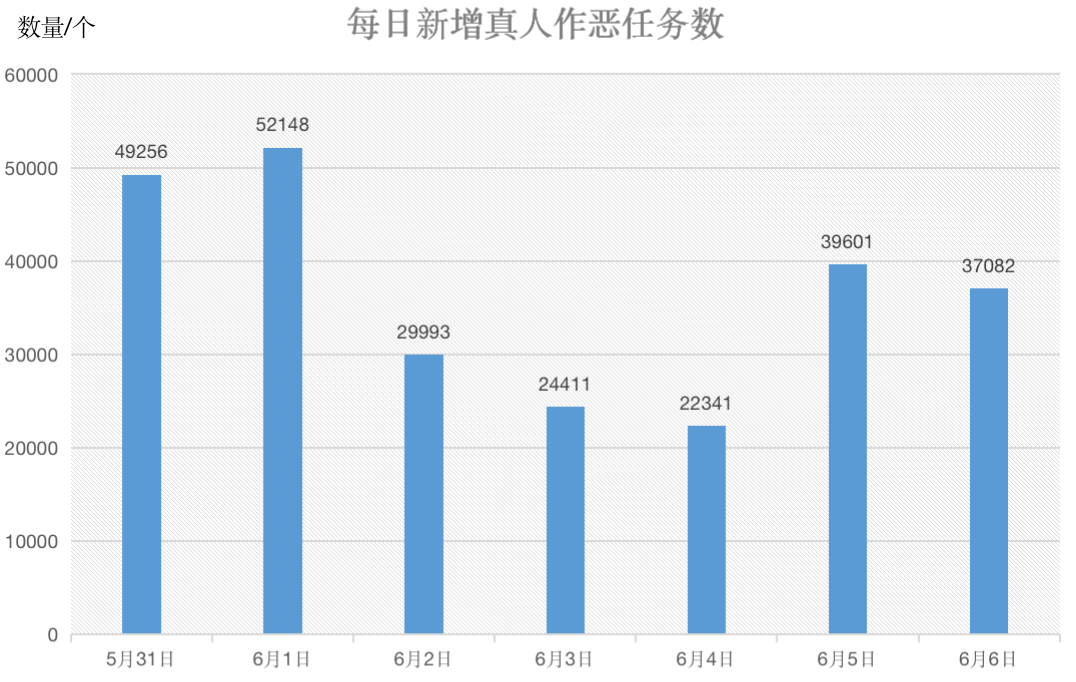 数量/个
每日新增真人作恶任务数
60000
50000
40000
30000
20000
10000
0
49256
52148
29993
24411
22341
39601
37082
5月31日
6月1日
6月2日
6月3日
6月4日
6月5日
6月6日